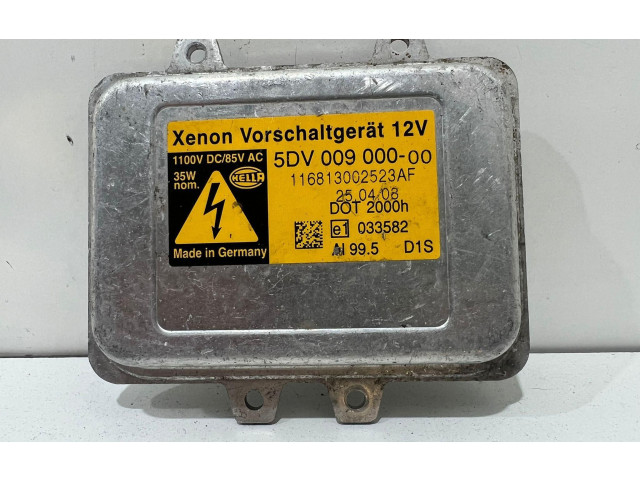 Xenon Vorschaltgerät 12V
1100V DC/85V AC
35W
nom.
HELLA
Made in Germany
5DV 009 000-00
116813002523AF
25.04.08
DOT 2000h
e1 033582
Al 99.5 D1S